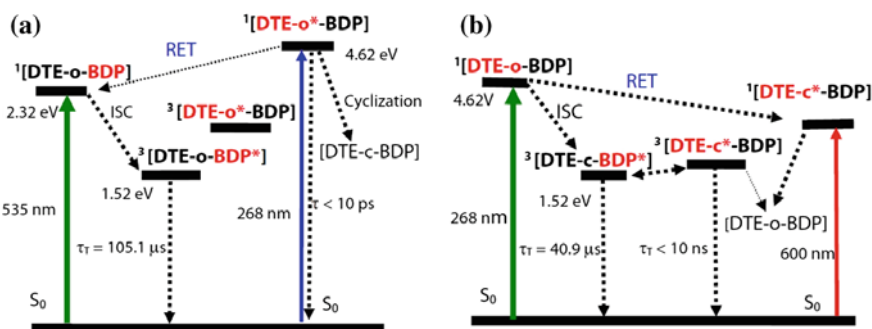 (a)
¹[DTE-o*-BDP]
RET
4.62 eV
¹[DTE-o-BDP]
2.32 eV
ISC
³[DTE-o*-BDP]
Cyclization
[DTE-c-BDP]
³[DTE-o-BDP*]
1.52 eV
535 nm
268 nm
τ < 10 ps
τT = 105.1 µs
S0
S0
(b)
¹[DTE-o-BDP]
RET
¹[DTE-c*-BDP]
4.62V
ISC
³[DTE-c*-BDP]
³[DTE-c-BDP*]
1.52 eV
[DTE-o-BDP]
268 nm
τT = 40.9 µs
τT < 10 ns
600 nm
S0
S0